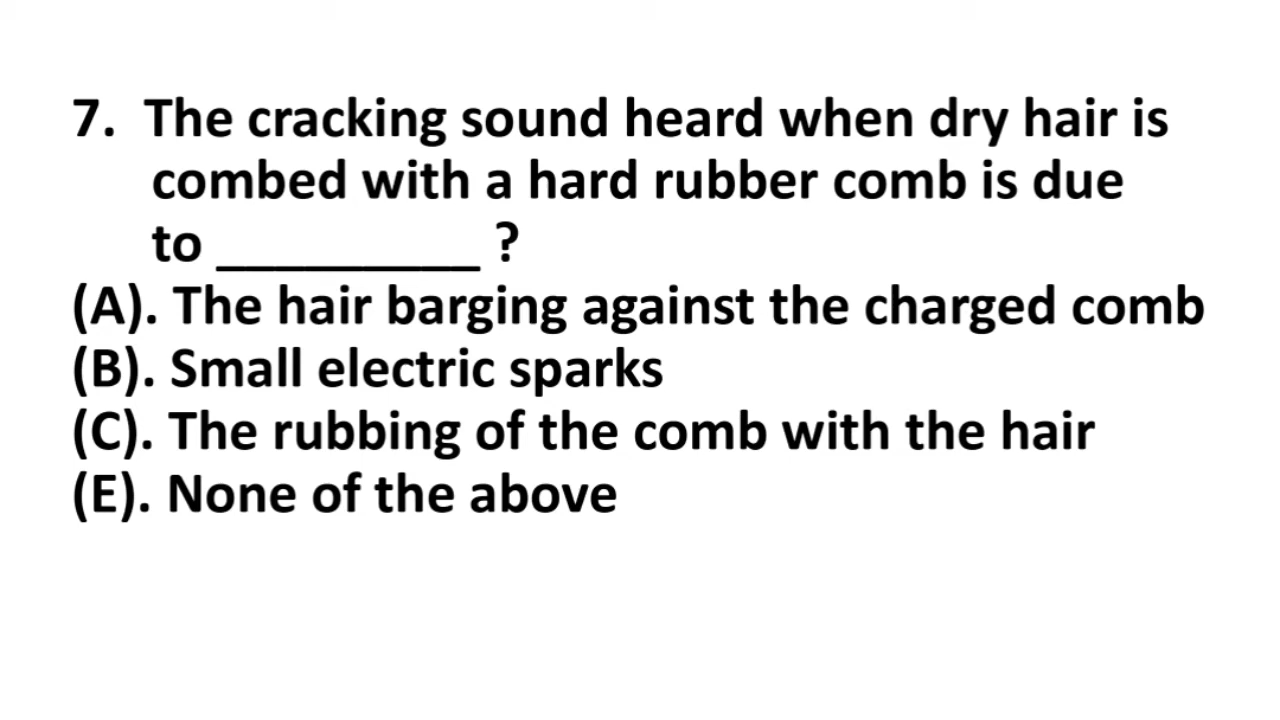 7. The cracking sound heard when dry hair is
combed with a hard rubber comb is due
to _________ ?
(A). The hair barging against the charged comb
(B). Small electric sparks
(C). The rubbing of the comb with the hair
(E). None of the above